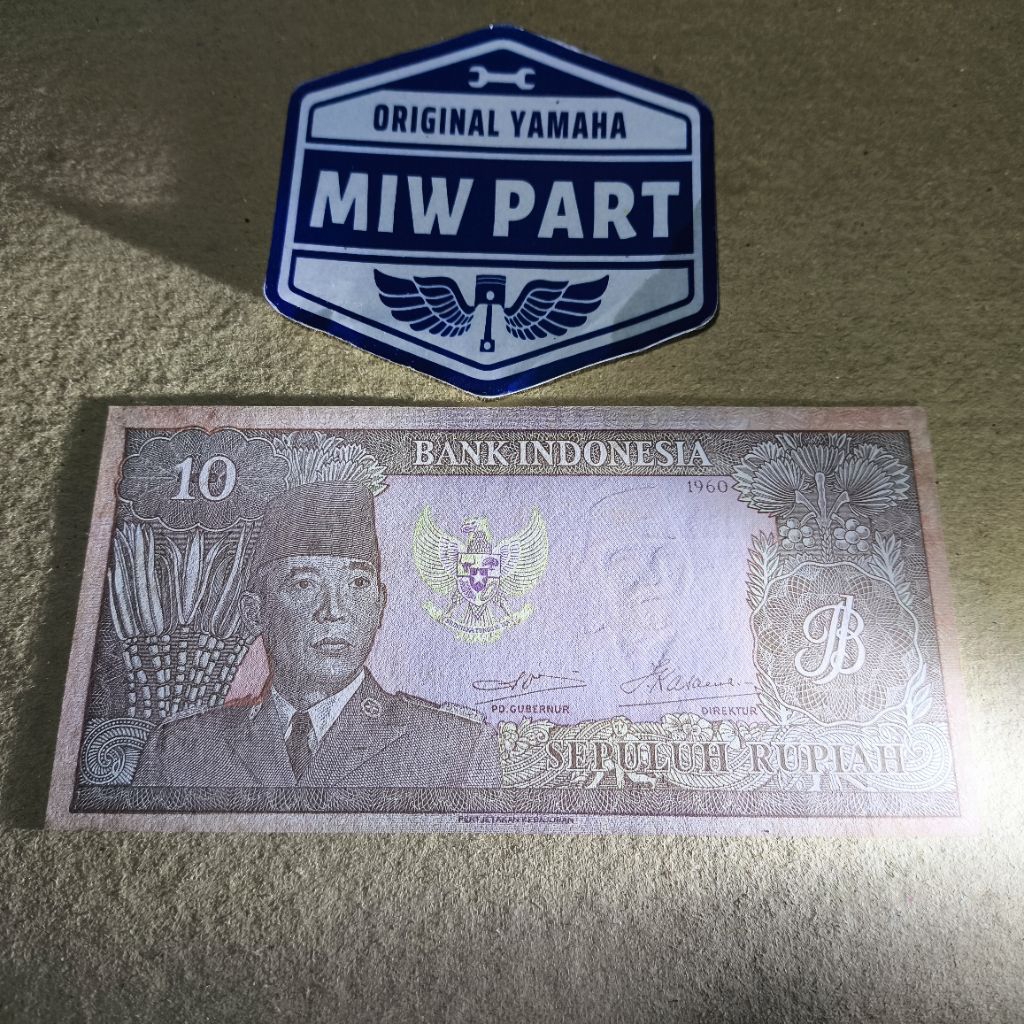 ORIGINAL YAMAHA
MIW PART
10
BANK INDONESIA
1960
PD. GUBERNUR
DIREKTUR
SEPULUH RUPIAH